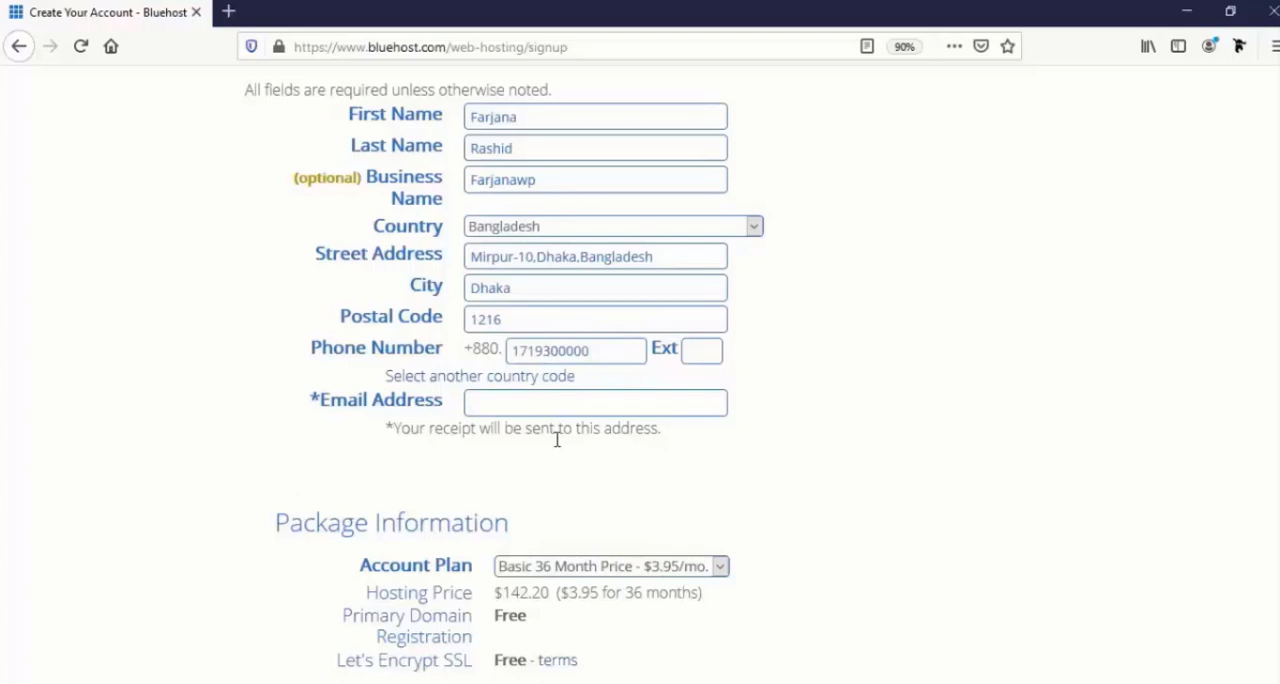 Create Your Account - Bluehost
https://www.bluehost.com/web-hosting/signup
90%
All fields are required unless otherwise noted.
First Name Farjana
Last Name Rashid
(optional) Business Name Farjanawp
Country Bangladesh
Street Address Mirpur-10,Dhaka,Bangladesh
City Dhaka
Postal Code 1216
Phone Number +880. 1719300000 Ext
Select another country code
*Email Address
*Your receipt will be sent to this address.
Package Information
Account Plan Basic 36 Month Price - $3.95/mo.
Hosting Price $142.20 ($3.95 for 36 months)
Primary Domain Registration Free
Let's Encrypt SSL Free - terms